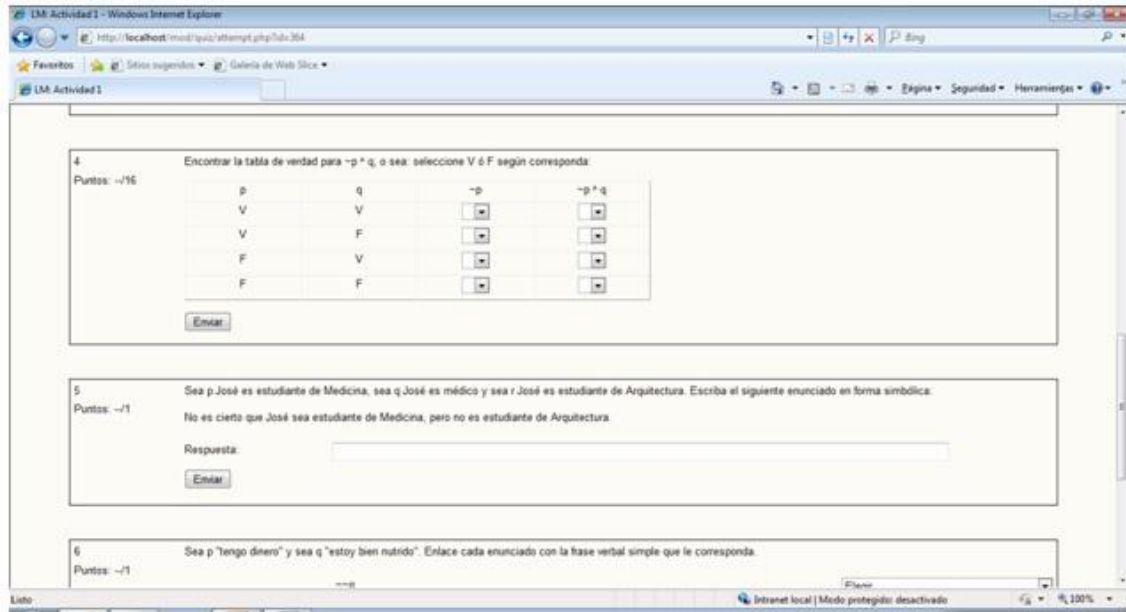 LM: Actividad 1 - Windows Internet Explorer
http://localhost/mod/quiz/attempt.php?id=364
Bing
Favoritos Sitios sugeridos Galería de Web Slice
LM: Actividad 1
Página Seguridad Herramientas
4 Encontrar la tabla de verdad para ~p ^ q, o sea: seleccione V ó F según corresponda:
Puntos: --/16
p q ~p ~p ^ q
V V
V F
F V
F F
Enviar
5 Sea p José es estudiante de Medicina, sea q José es médico y sea r José es estudiante de Arquitectura. Escriba el siguiente enunciado en forma simbólica:
Puntos: --/1
No es cierto que José sea estudiante de Medicina, pero no es estudiante de Arquitectura
Respuesta:
Enviar
6 Sea p "tengo dinero" y sea q "estoy bien nutrido". Enlace cada enunciado con la frase verbal simple que le corresponda.
Puntos: --/1
Elegir
Listo Intranet local | Modo protegido: desactivado 100%